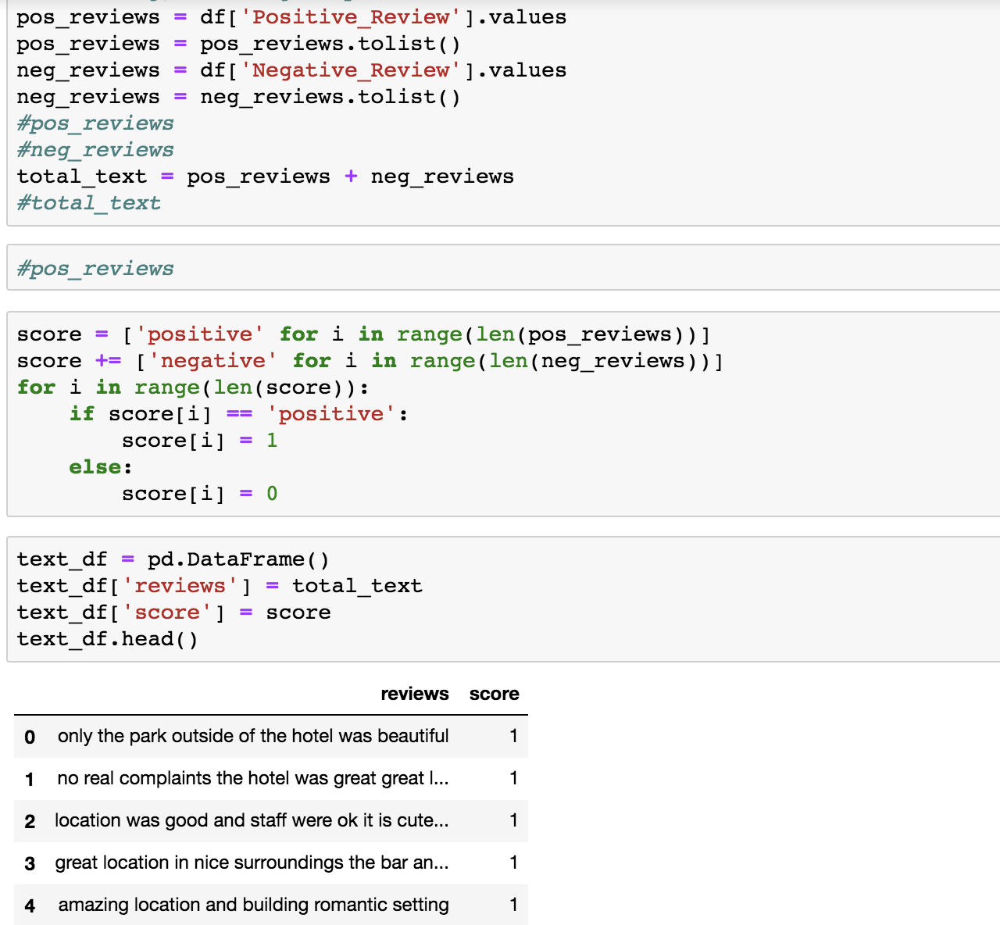 pos_reviews = df['Positive_Review'].values
pos_reviews = pos_reviews.tolist()
neg_reviews = df['Negative_Review'].values
neg_reviews = neg_reviews.tolist()
#pos_reviews
#neg_reviews
total_text = pos_reviews + neg_reviews
#total_text
#pos_reviews
score = ['positive' for i in range(len(pos_reviews))]
score += ['negative' for i in range(len(neg_reviews))]
for i in range(len(score)):
    if score[i] == 'positive':
        score[i] = 1
    else:
        score[i] = 0
text_df = pd.DataFrame()
text_df['reviews'] = total_text
text_df['score'] = score
text_df.head()
reviews score
0 only the park outside of the hotel was beautiful 1
1 no real complaints the hotel was great great l... 1
2 location was good and staff were ok it is cute... 1
3 great location in nice surroundings the bar an... 1
4 amazing location and building romantic setting 1